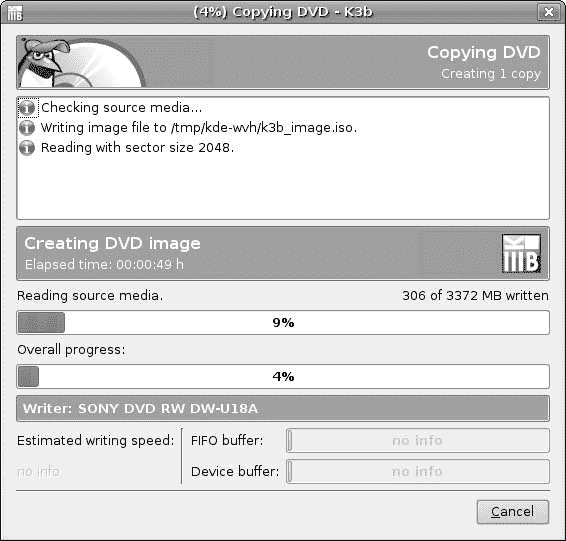 (4%) Copying DVD - K3b
Copying DVD
Creating 1 copy
Checking source media...
Writing image file to /tmp/kde-wvh/k3b_image.iso.
Reading with sector size 2048.
Creating DVD image
Elapsed time: 00:00:49 h
Reading source media. 306 of 3372 MB written
9%
Overall progress:
4%
Writer: SONY DVD RW DW-U18A
Estimated writing speed: FIFO buffer: no info
no info Device buffer: no info
Cancel